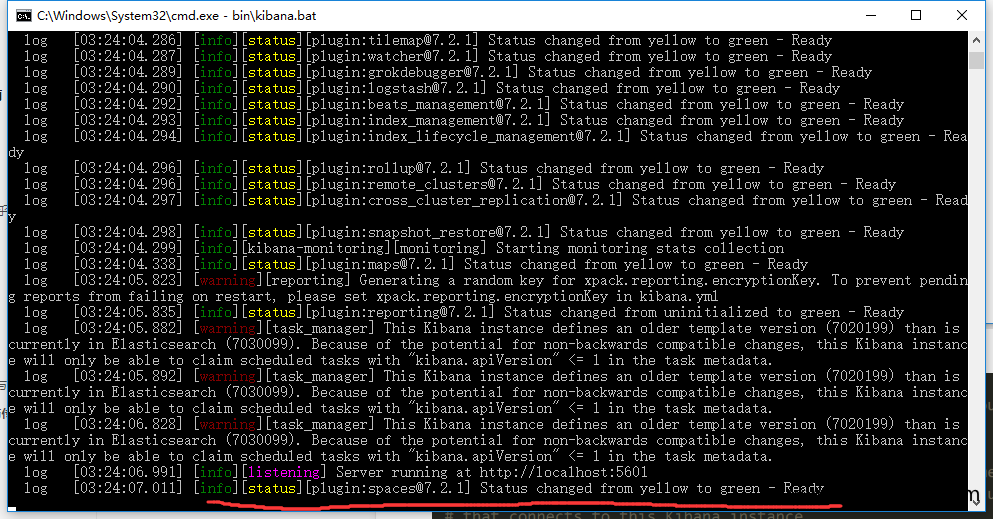 C:\Windows\System32\cmd.exe - bin\kibana.bat
log [03:24:04.286] [info][status][plugin:tilemap@7.2.1] Status changed from yellow to green - Ready
log [03:24:04.287] [info][status][plugin:watcher@7.2.1] Status changed from yellow to green - Ready
log [03:24:04.289] [info][status][plugin:grokdebugger@7.2.1] Status changed from yellow to green - Ready
log [03:24:04.290] [info][status][plugin:logstash@7.2.1] Status changed from yellow to green - Ready
log [03:24:04.292] [info][status][plugin:beats_management@7.2.1] Status changed from yellow to green - Ready
log [03:24:04.293] [info][status][plugin:index_management@7.2.1] Status changed from yellow to green - Ready
log [03:24:04.294] [info][status][plugin:index_lifecycle_management@7.2.1] Status changed from yellow to green - Rea
dy
log [03:24:04.296] [info][status][plugin:rollup@7.2.1] Status changed from yellow to green - Ready
log [03:24:04.296] [info][status][plugin:remote_clusters@7.2.1] Status changed from yellow to green - Ready
log [03:24:04.297] [info][status][plugin:cross_cluster_replication@7.2.1] Status changed from yellow to green - Read
y
log [03:24:04.298] [info][status][plugin:snapshot_restore@7.2.1] Status changed from yellow to green - Ready
log [03:24:04.299] [info][kibana-monitoring][monitoring] Starting monitoring stats collection
log [03:24:04.338] [info][status][plugin:maps@7.2.1] Status changed from yellow to green - Ready
log [03:24:05.823] [warning][reporting] Generating a random key for xpack.reporting.encryptionKey. To prevent pendin
g reports from failing on restart, please set xpack.reporting.encryptionKey in kibana.yml
log [03:24:05.835] [info][status][plugin:reporting@7.2.1] Status changed from uninitialized to green - Ready
log [03:24:05.882] [warning][task_manager] This Kibana instance defines an older template version (7020199) than is
currently in Elasticsearch (7030099). Because of the potential for non-backwards compatible changes, this Kibana instanc
e will only be able to claim scheduled tasks with "kibana.apiVersion" <= 1 in the task metadata.
log [03:24:05.892] [warning][task_manager] This Kibana instance defines an older template version (7020199) than is
currently in Elasticsearch (7030099). Because of the potential for non-backwards compatible changes, this Kibana instanc
e will only be able to claim scheduled tasks with "kibana.apiVersion" <= 1 in the task metadata.
log [03:24:06.828] [warning][task_manager] This Kibana instance defines an older template version (7020199) than is
currently in Elasticsearch (7030099). Because of the potential for non-backwards compatible changes, this Kibana instanc
e will only be able to claim scheduled tasks with "kibana.apiVersion" <= 1 in the task metadata.
log [03:24:06.991] [info][listening] Server running at http://localhost:5601
log [03:24:07.011] [info][status][plugin:spaces@7.2.1] Status changed from yellow to green - Ready
# that connects to this Kibana instance